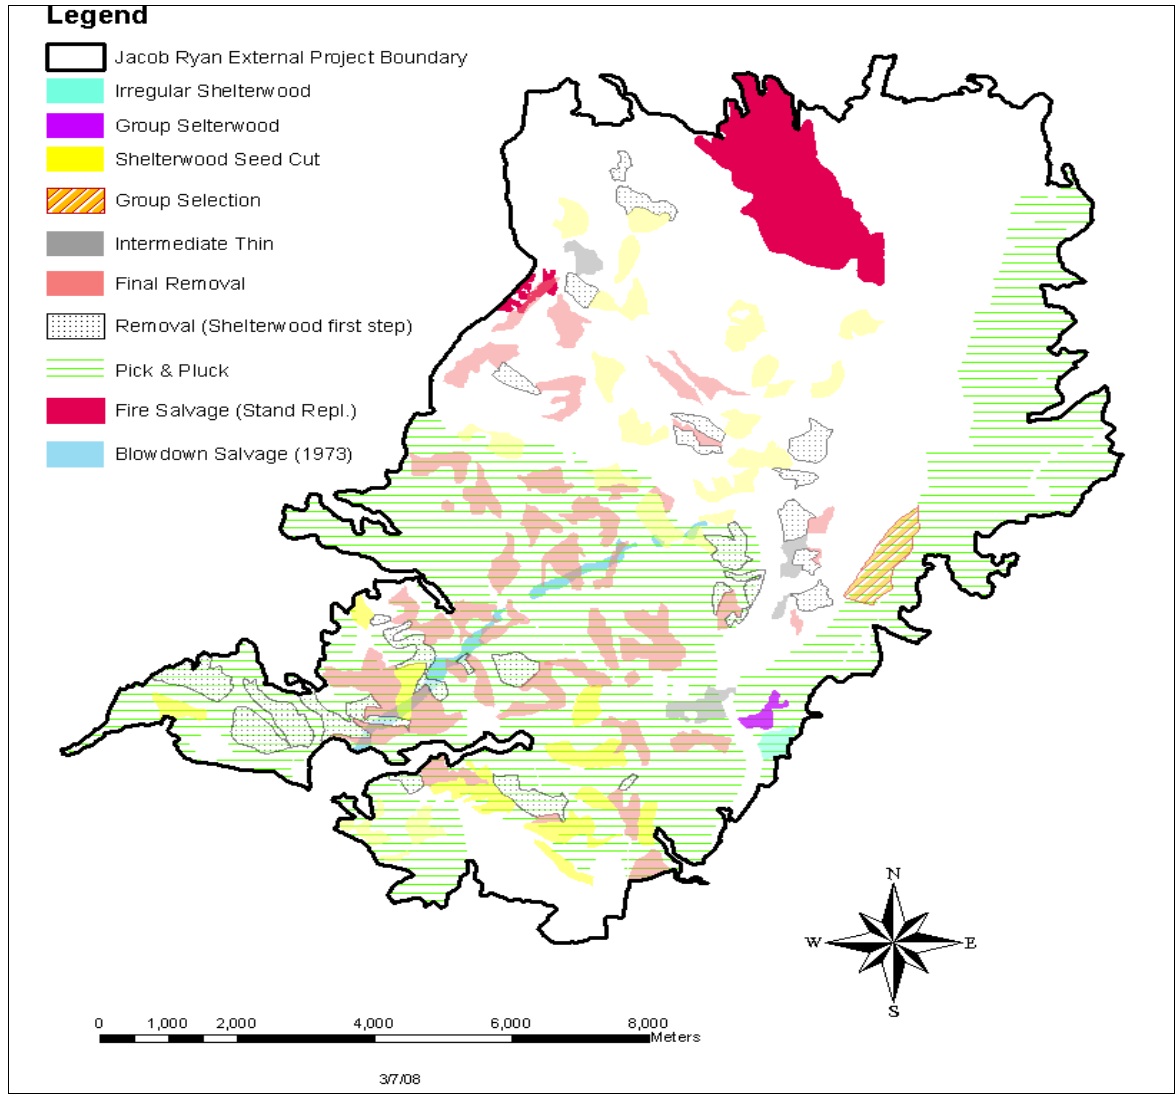 Legend
Jacob Ryan External Project Boundary
Irregular Shelterwood
Group Selterwood
Shelterwood Seed Cut
Group Selection
Intermediate Thin
Final Removal
Removal (Shelterwood first step)
Pick & Pluck
Fire Salvage (Stand Repl.)
Blowdown Salvage (1973)
N
W E
S
0 1,000 2,000 4,000 6,000 8,000
Meters
3/7/08